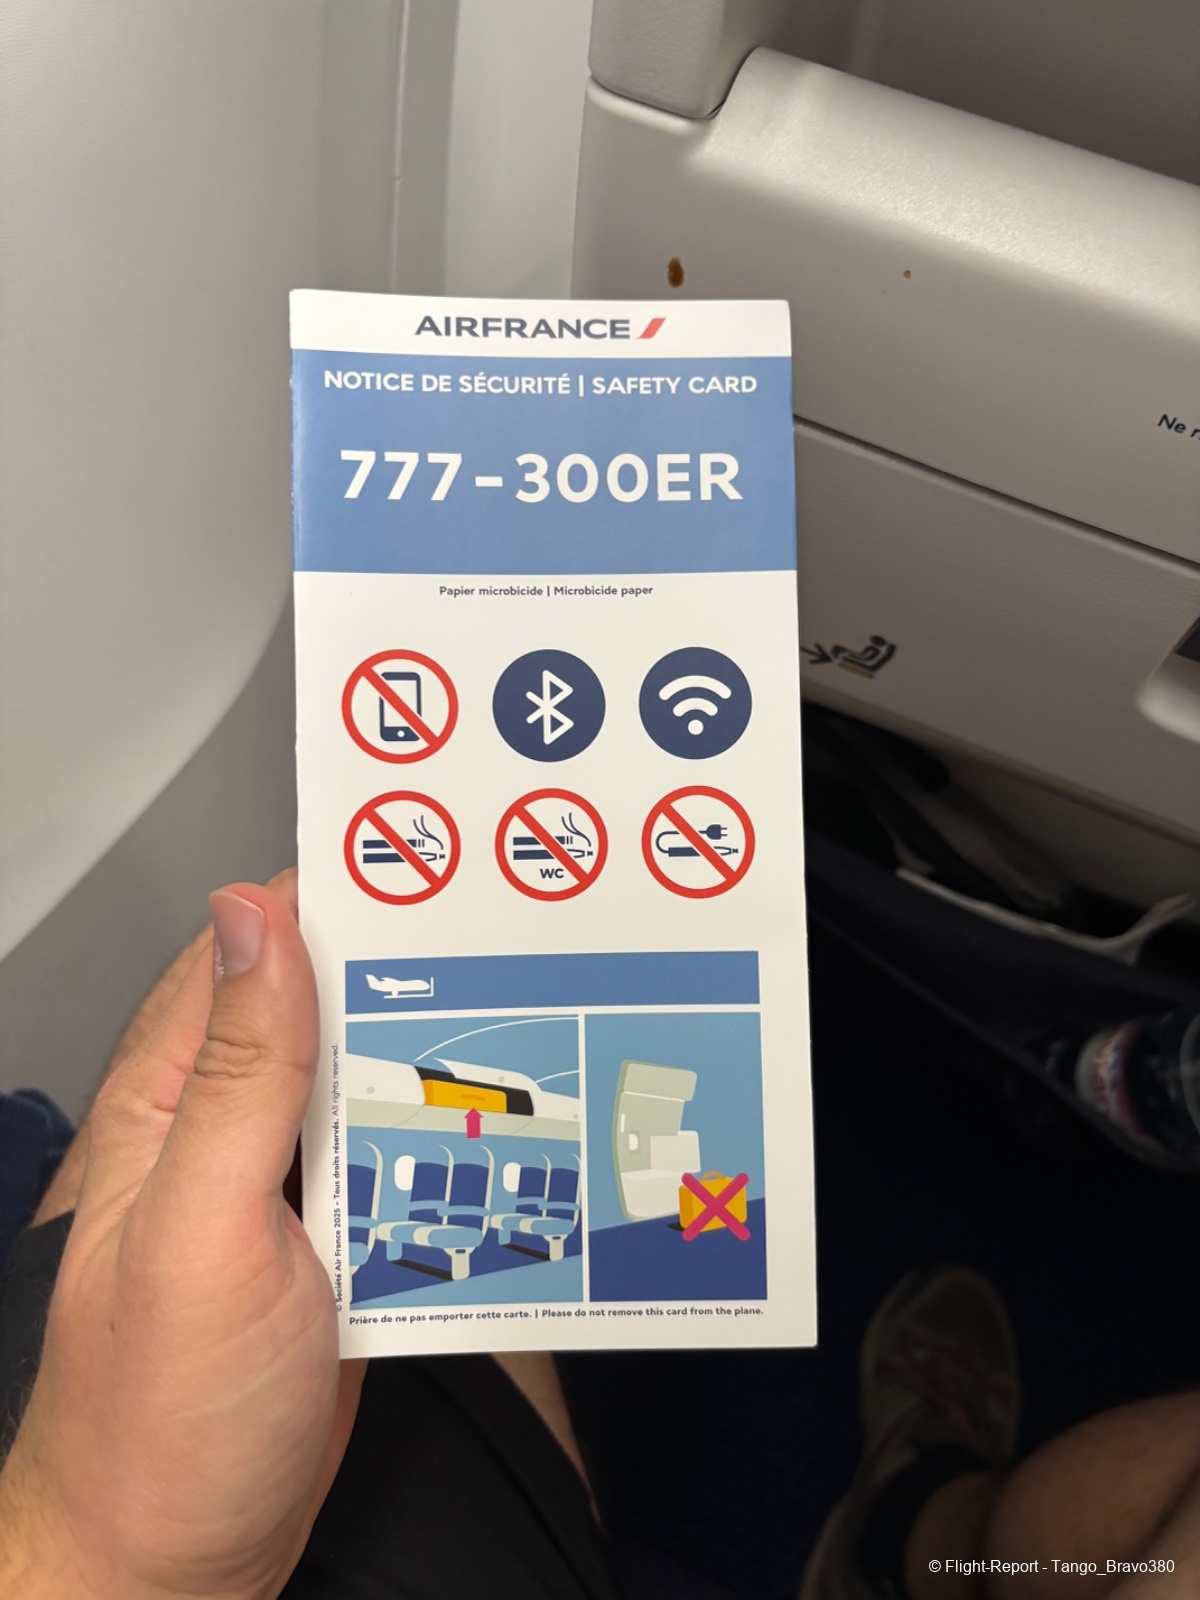 AIRFRANCE
NOTICE DE SÉCURITÉ | SAFETY CARD
777-300ER
Papier microbicide | Microbicide paper
WC
© Société Air France 2025 - Tous droits réservés. All rights reserved.
Prière de ne pas emporter cette carte. | Please do not remove this card from the plane.
Ne
© Flight-Report - Tango_Bravo380